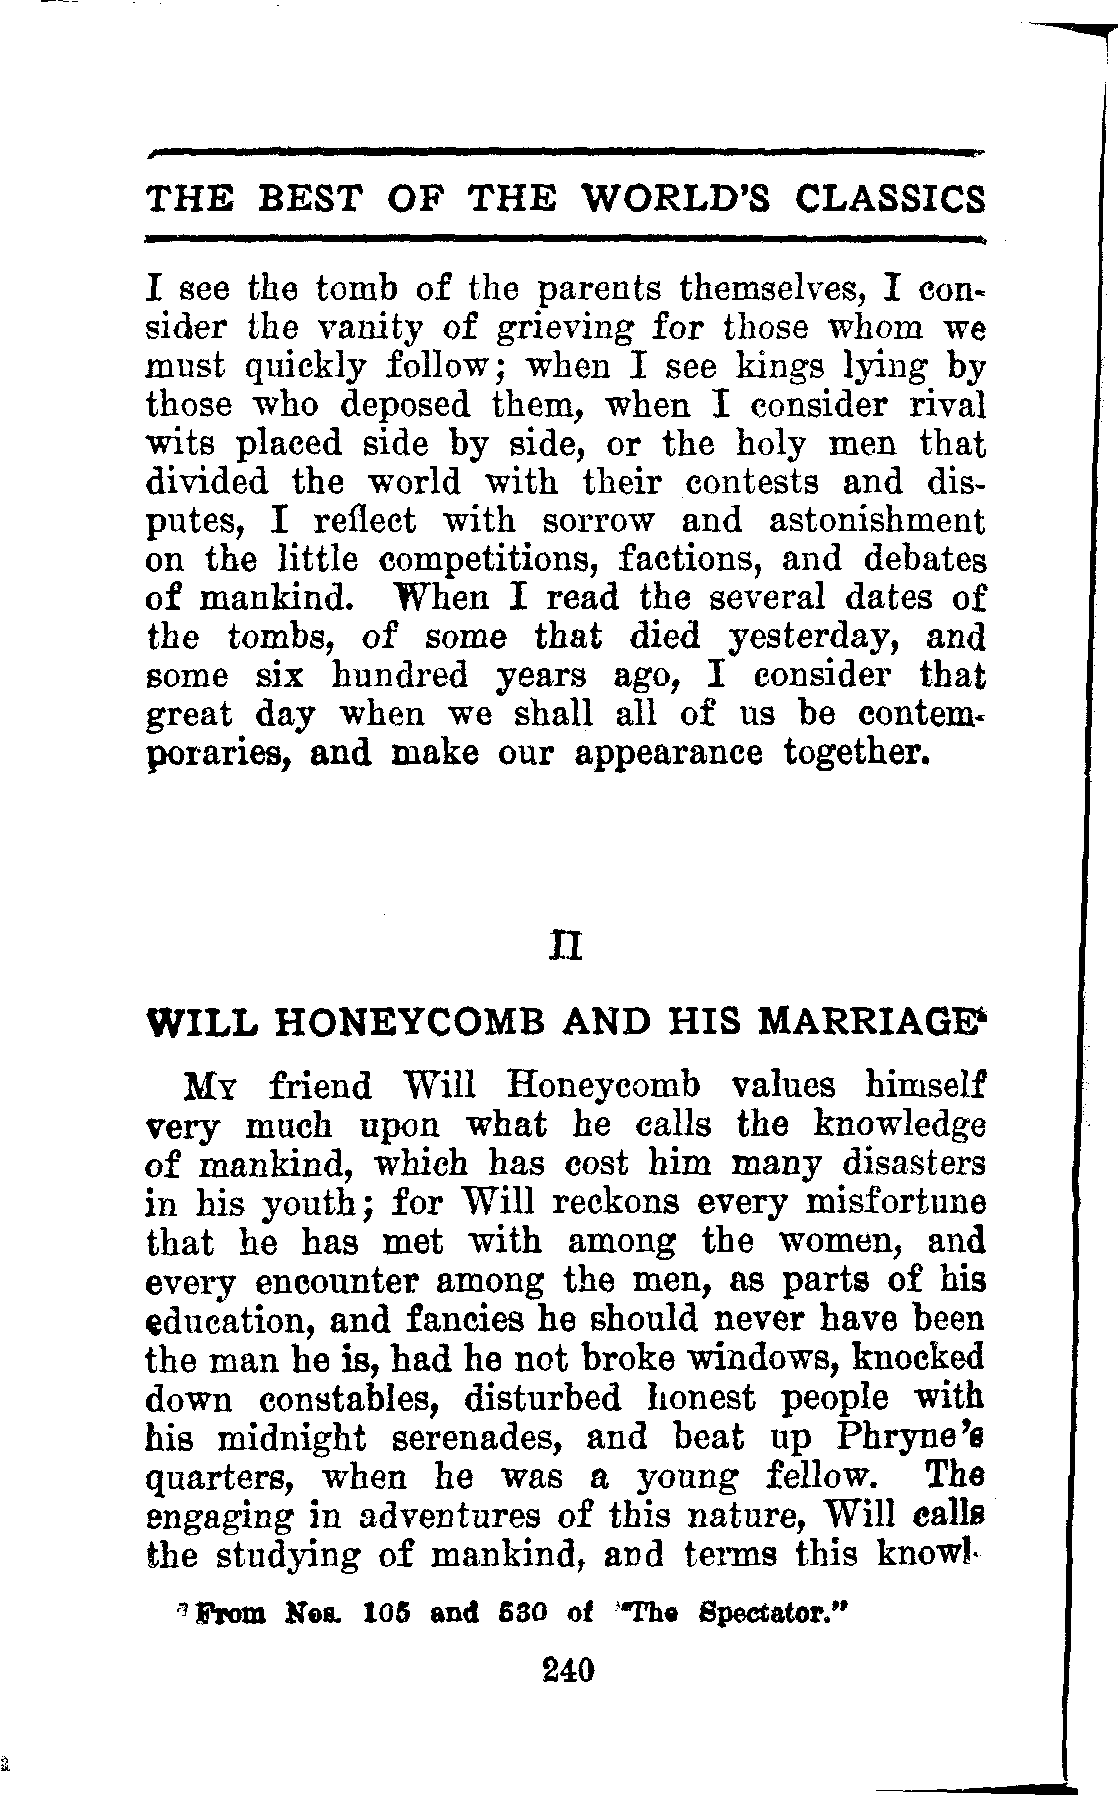 THE BEST OF THE WORLD'S CLASSICS
I see the tomb of the parents themselves, I con-
sider the vanity of grieving for those whom we
must quickly follow; when I see kings lying by
those who deposed them, when I consider rival
wits placed side by side, or the holy men that
divided the world with their contests and dis-
putes, I reflect with sorrow and astonishment
on the little competitions, factions, and debates
of mankind. When I read the several dates of
the tombs, of some that died yesterday, and
some six hundred years ago, I consider that
great day when we shall all of us be contem-
poraries, and make our appearance together.
II
WILL HONEYCOMB AND HIS MARRIAGE
My friend Will Honeycomb values himself
very much upon what he calls the knowledge
of mankind, which has cost him many disasters
in his youth; for Will reckons every misfortune
that he has met with among the women, and
every encounter among the men, as parts of his
education, and fancies he should never have been
the man he is, had he not broke windows, knocked
down constables, disturbed honest people with
his midnight serenades, and beat up Phryne's
quarters, when he was a young fellow. The
engaging in adventures of this nature, Will calls
the studying of mankind, and terms this knowl-
From Nos. 105 and 530 of "The Spectator."
240